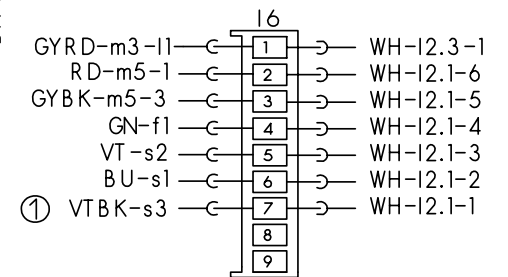 I6
GYRD-m3-I1 1 WH-I2.3-1
RD-m5-1 2 WH-I2.1-6
GYBK-m5-3 3 WH-I2.1-5
GN-f1 4 WH-I2.1-4
VT-s2 5 WH-I2.1-3
BU-s1 6 WH-I2.1-2
① VTBK-s3 7 WH-I2.1-1
8
9